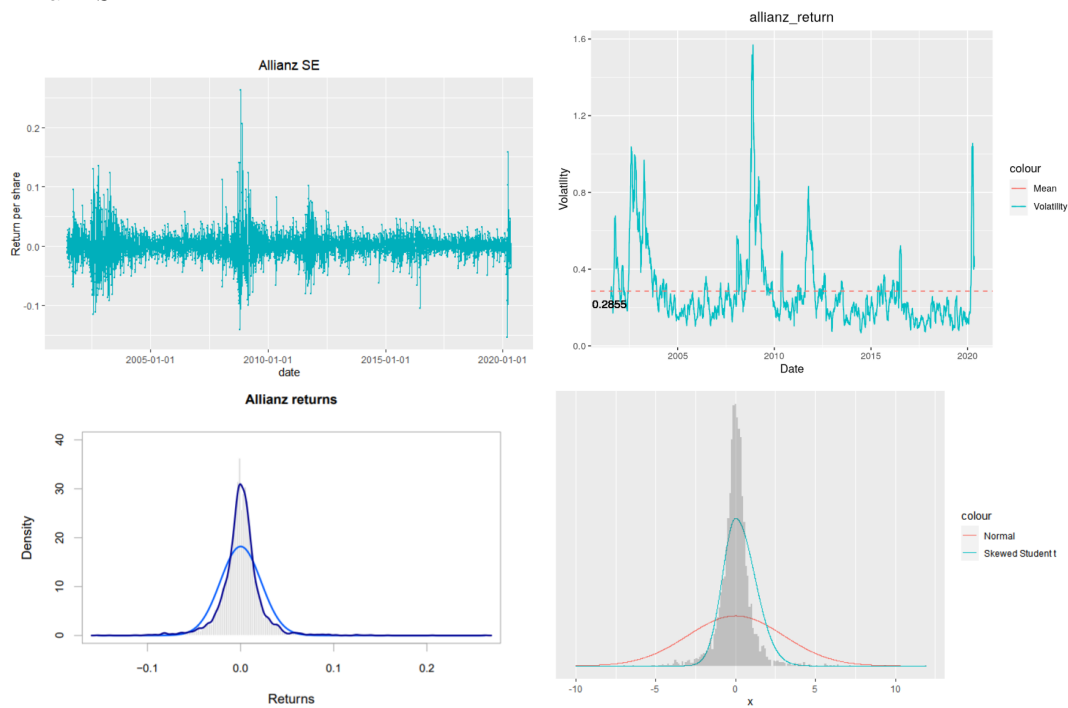 Allianz SE
Return per share
0.2
0.1
0.0
-0.1
2005-01-01 2010-01-01 2015-01-01 2020-01-01
date
allianz_return
Volatility
1.6
1.2
0.8
0.4
0.0
0.2855
2005 2010 2015 2020
Date
colour
Mean
Volatility
Allianz returns
Density
40
30
20
10
0
−0.1 0.0 0.1 0.2
Returns
-10 -5 0 5 10
x
colour
Normal
Skewed Student t